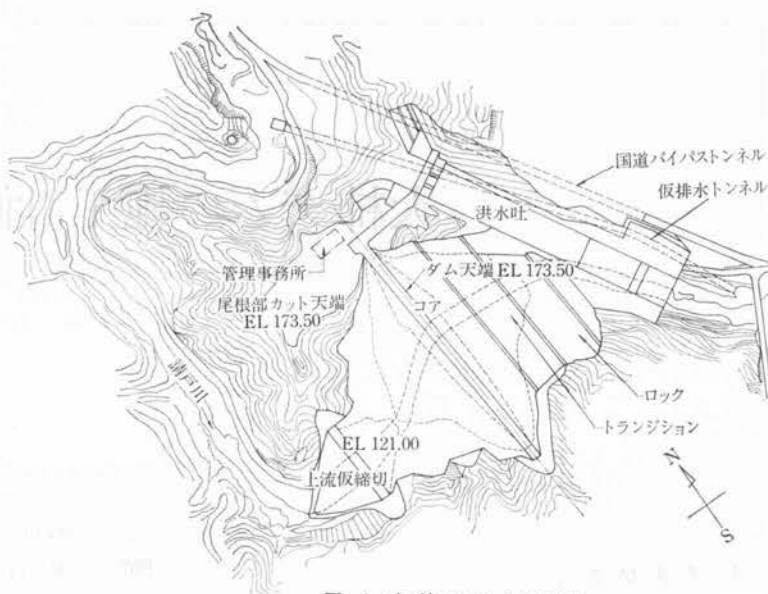 国道バイパストンネル
仮排水トンネル
洪水吐
管理事務所
ダム天端 EL 173.50
尾根部カット天端
EL 173.50
コア
請戸川
ロック
トランジション
EL 121.00
上流仮締切
N
S